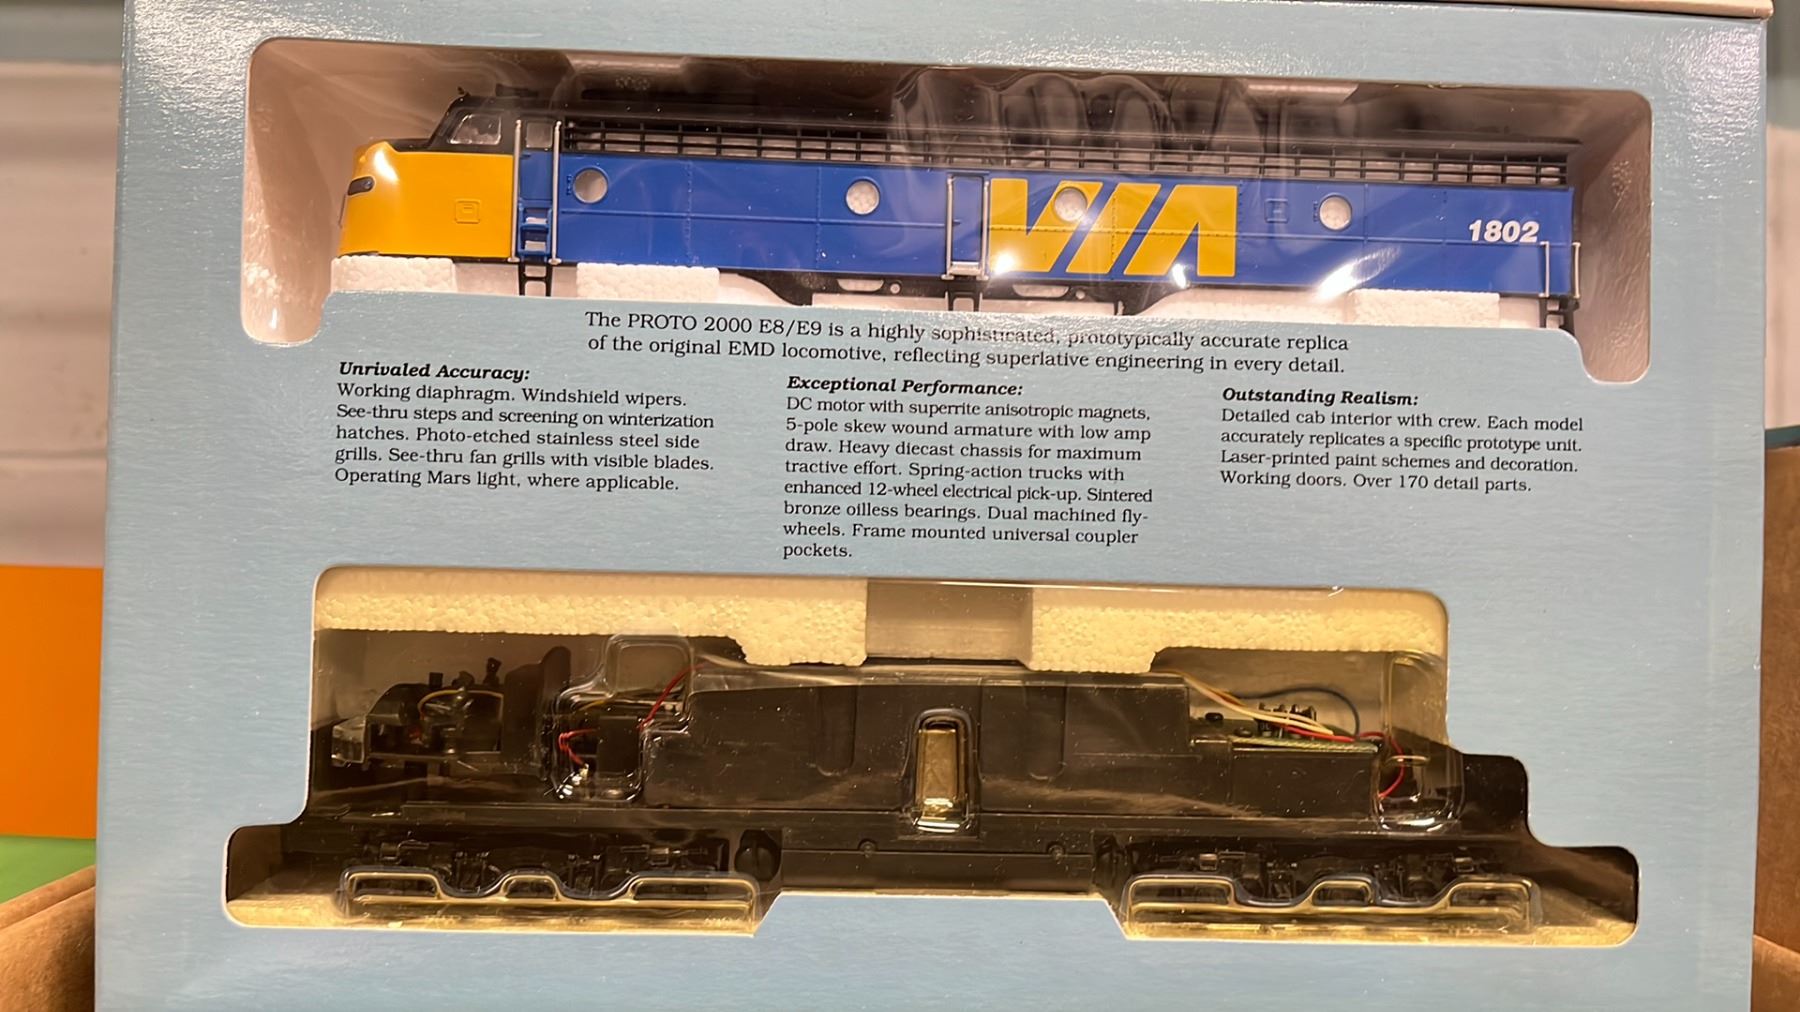 VIA
1802
The PROTO 2000 E8/E9 is a highly sophisticated, prototypically accurate replica
of the original EMD locomotive, reflecting superlative engineering in every detail.
Unrivaled Accuracy:
Working diaphragm. Windshield wipers.
See-thru steps and screening on winterization
hatches. Photo-etched stainless steel side
grills. See-thru fan grills with visible blades.
Operating Mars light, where applicable.
Exceptional Performance:
DC motor with superrite anisotropic magnets,
5-pole skew wound armature with low amp
draw. Heavy diecast chassis for maximum
tractive effort. Spring-action trucks with
enhanced 12-wheel electrical pick-up. Sintered
bronze oilless bearings. Dual machined fly-
wheels. Frame mounted universal coupler
pockets.
Outstanding Realism:
Detailed cab interior with crew. Each model
accurately replicates a specific prototype unit.
Laser-printed paint schemes and decoration.
Working doors. Over 170 detail parts.